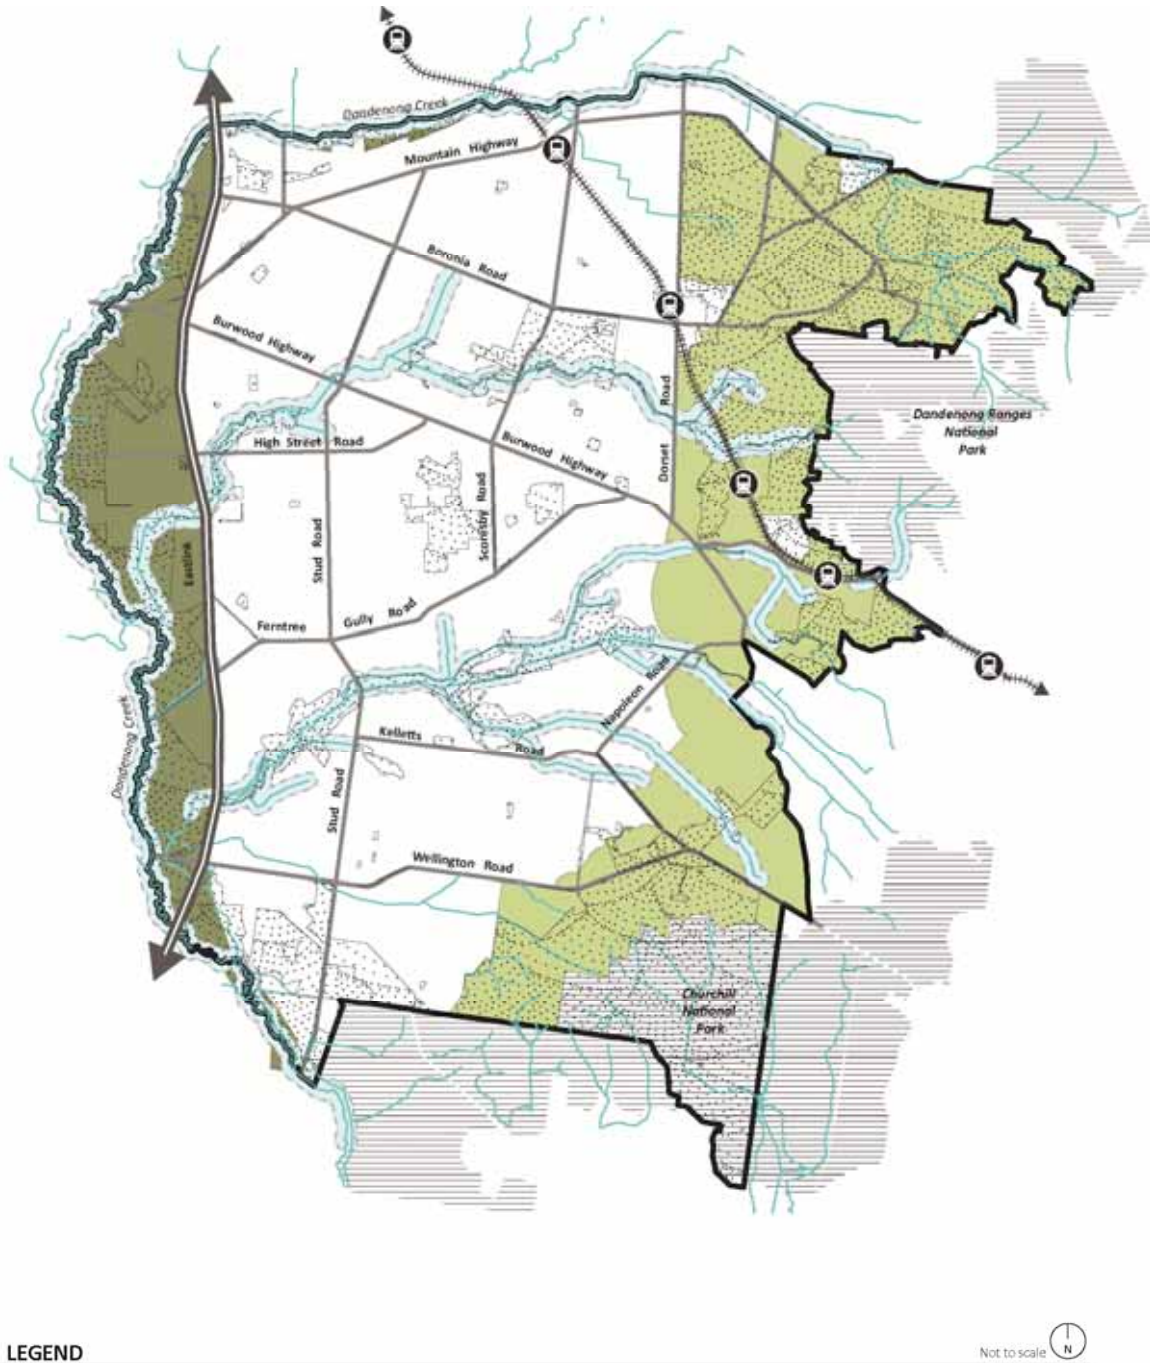 Dandenong Creek
Mountain Highway
Boronia Road
Burwood Highway
Dandenong Ranges
National
Park
High Street Road
Burwood Highway
Dorset Road
Scoresby Road
Stud Road
Eastlink
Ferntree Gully Road
Napoleon Road
Dandenong Creek
Kelletts Road
Stud Road
Wellington Road
Churchill
National
Park
LEGEND
Not to scale
N